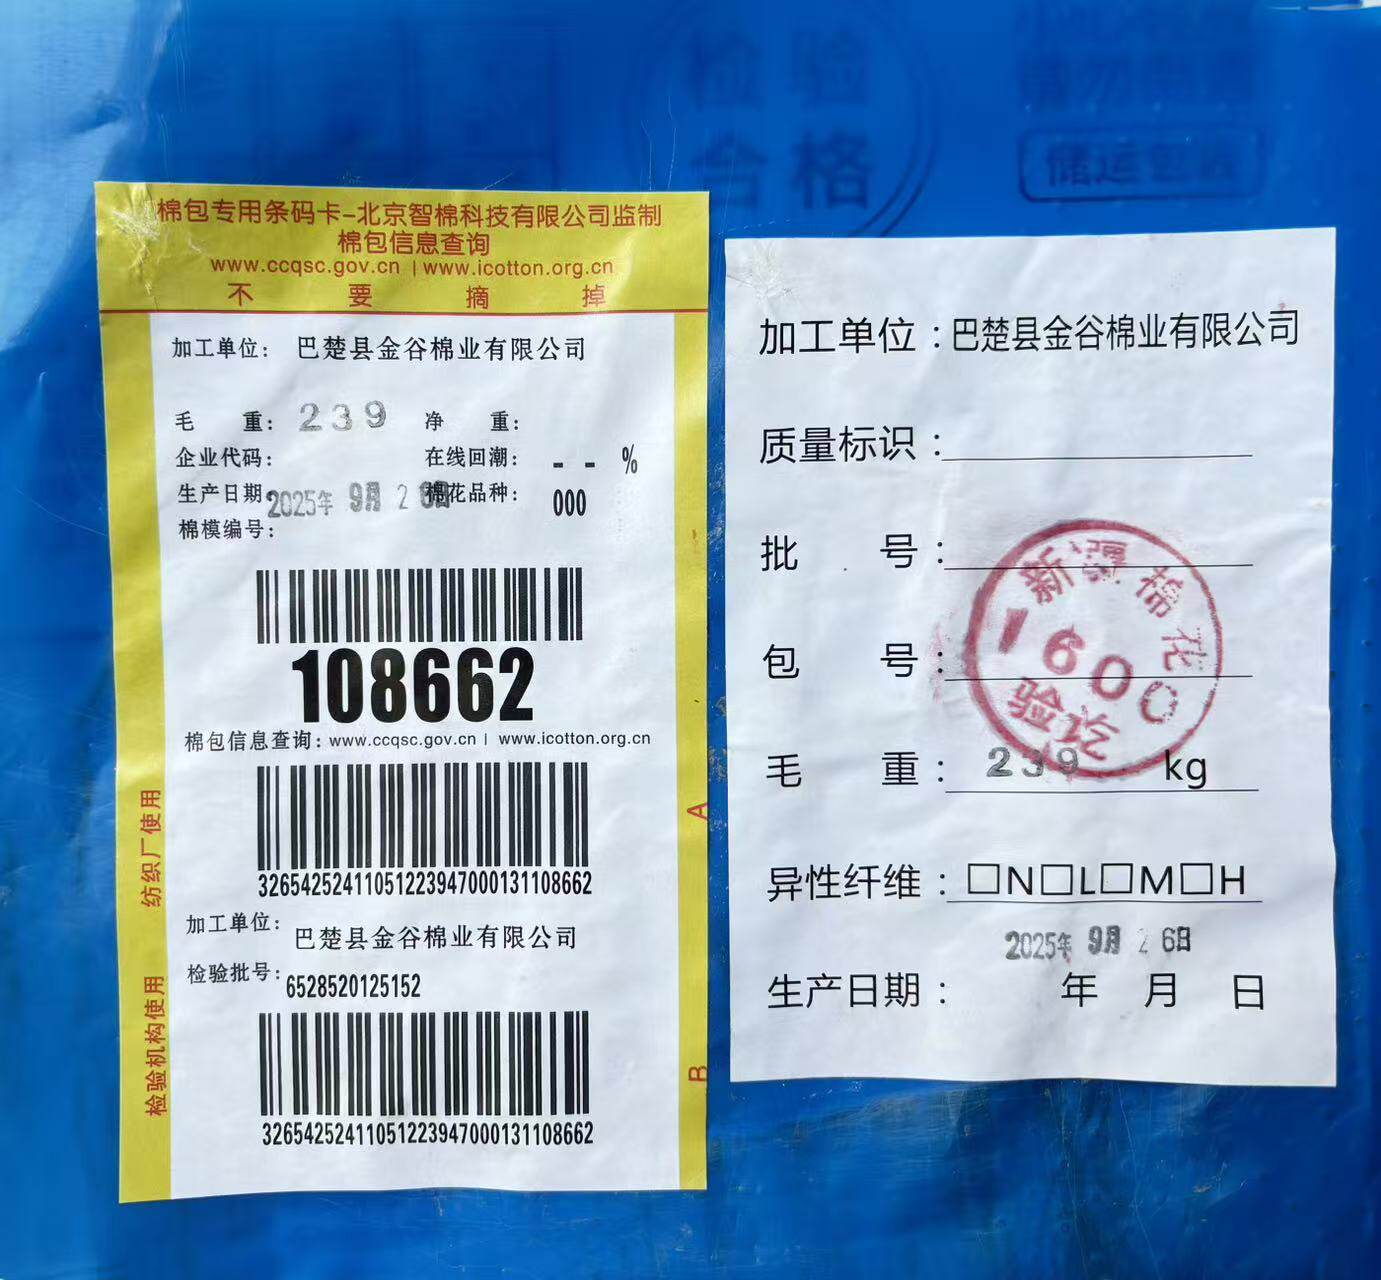 检验
合格
储运包装
棉包专用条码卡-北京智棉科技有限公司监制
棉包信息查询
www.ccqsc.gov.cn | www.icotton.org.cn
不 要 摘 掉
加工单位: 巴楚县金谷棉业有限公司
毛 重: 239 净 重:
企业代码: 在线回潮: - - %
生产日期: 2025年 9月 26日 棉花品种: 000
棉模编号:
108662
棉包信息查询: www.ccqsc.gov.cn | www.icotton.org.cn
纺织厂使用
A
32654252411051223947000131108662
加工单位: 巴楚县金谷棉业有限公司
检验批号: 6528520125152
检验机构使用
B
32654252411051223947000131108662
加工单位:巴楚县金谷棉业有限公司
质量标识:
批 号:
包 号:
新疆棉花
1600
验讫
毛 重: 239 kg
异性纤维: □N□L□M□H
2025年 9月 26日
生产日期: 年 月 日